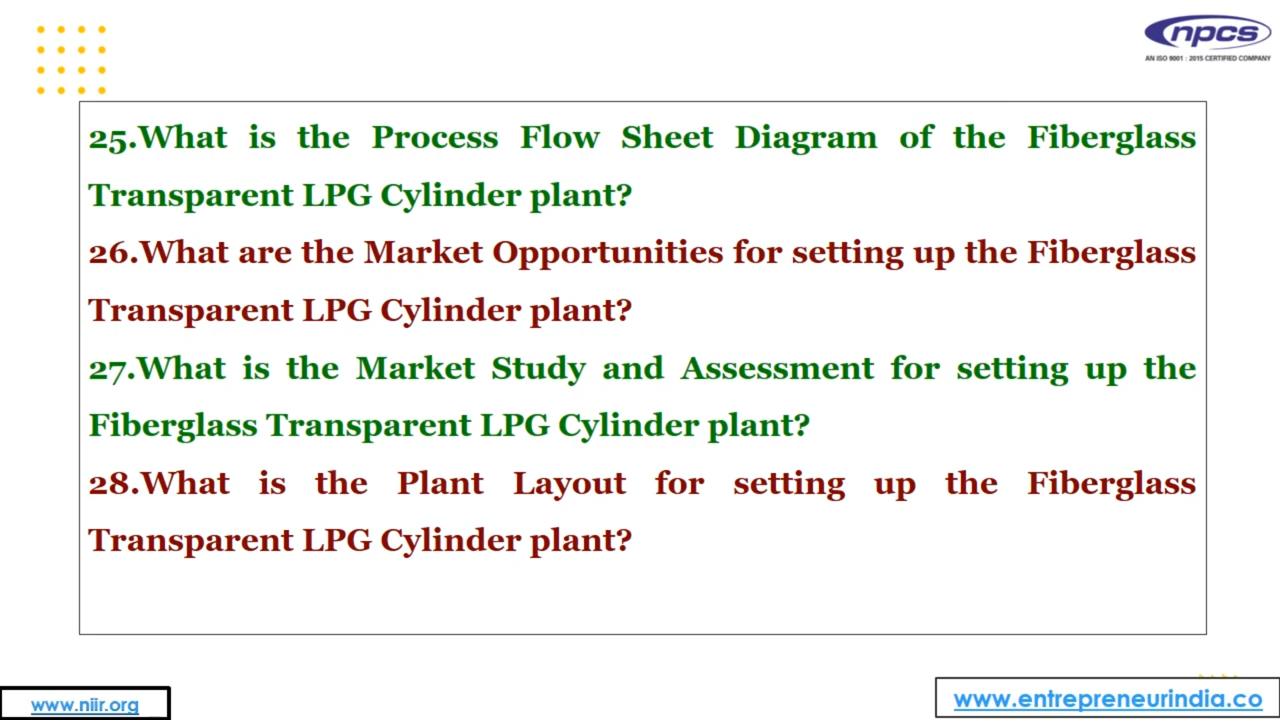 npcs
AN ISO 9001 : 2015 CERTIFIED COMPANY
25.What is the Process Flow Sheet Diagram of the Fiberglass
Transparent LPG Cylinder plant?
26.What are the Market Opportunities for setting up the Fiberglass
Transparent LPG Cylinder plant?
27.What is the Market Study and Assessment for setting up the
Fiberglass Transparent LPG Cylinder plant?
28.What is the Plant Layout for setting up the Fiberglass
Transparent LPG Cylinder plant?
www.niir.org
www.entrepreneurindia.co